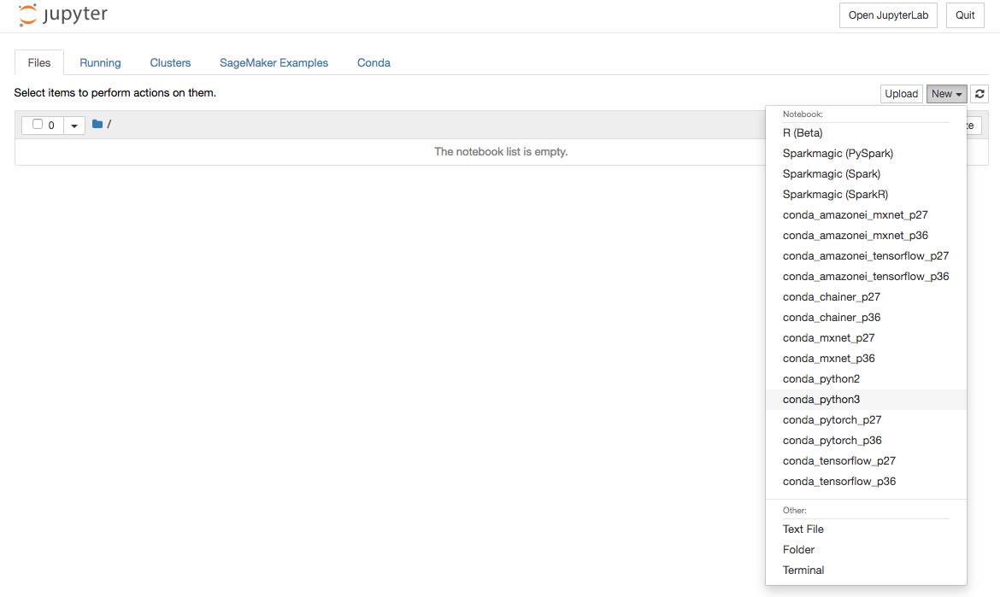 jupyter
Open JupyterLab
Quit
Files
Running
Clusters
SageMaker Examples
Conda
Select items to perform actions on them.
Upload
New
0
/
The notebook list is empty.
Notebook:
R (Beta)
Sparkmagic (PySpark)
Sparkmagic (Spark)
Sparkmagic (SparkR)
conda_amazonei_mxnet_p27
conda_amazonei_mxnet_p36
conda_amazonei_tensorflow_p27
conda_amazonei_tensorflow_p36
conda_chainer_p27
conda_chainer_p36
conda_mxnet_p27
conda_mxnet_p36
conda_python2
conda_python3
conda_pytorch_p27
conda_pytorch_p36
conda_tensorflow_p27
conda_tensorflow_p36
Other:
Text File
Folder
Terminal